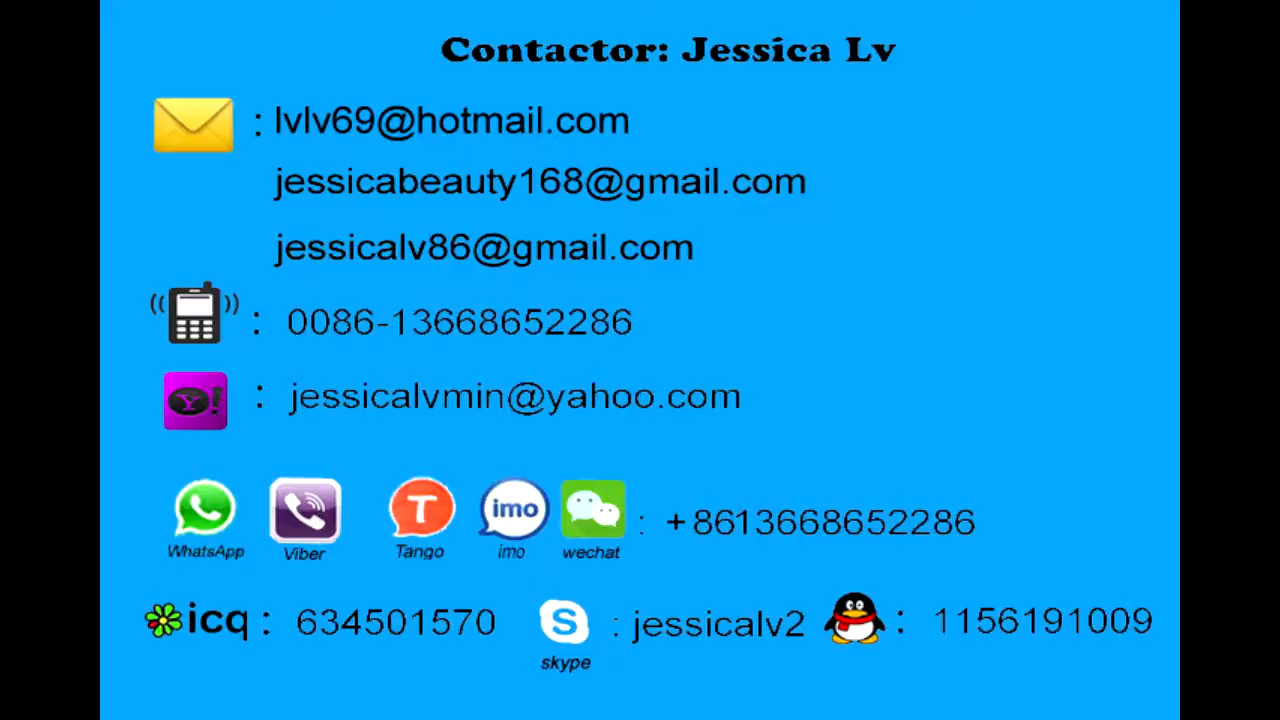 Contactor: Jessica Lv
: lvlv69@hotmail.com
jessicabeauty168@gmail.com
jessicalv86@gmail.com
: 0086-13668652286
Y! : jessicalvmin@yahoo.com
T imo : +8613668652286
WhatsApp Viber Tango imo wechat
icq : 634501570 S : jessicalv2 : 1156191009
skype